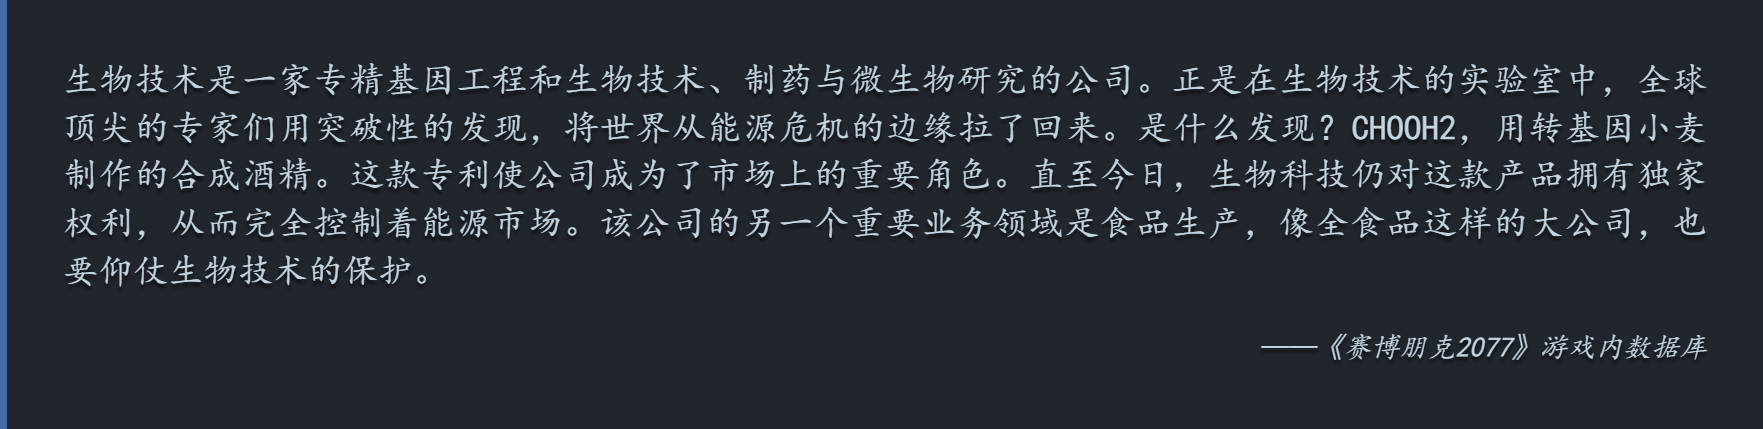 生物技术是一家专精基因工程和生物技术、制药与微生物研究的公司。正是在生物技术的实验室中，全球
顶尖的专家们用突破性的发现，将世界从能源危机的边缘拉了回来。是什么发现？CHOOH2，用转基因小麦
制作的合成酒精。这款专利使公司成为了市场上的重要角色。直至今日，生物科技仍对这款产品拥有独家
权利，从而完全控制着能源市场。该公司的另一个重要业务领域是食品生产，像全食品这样的大公司，也
要仰仗生物技术的保护。
——《赛博朋克2077》游戏内数据库